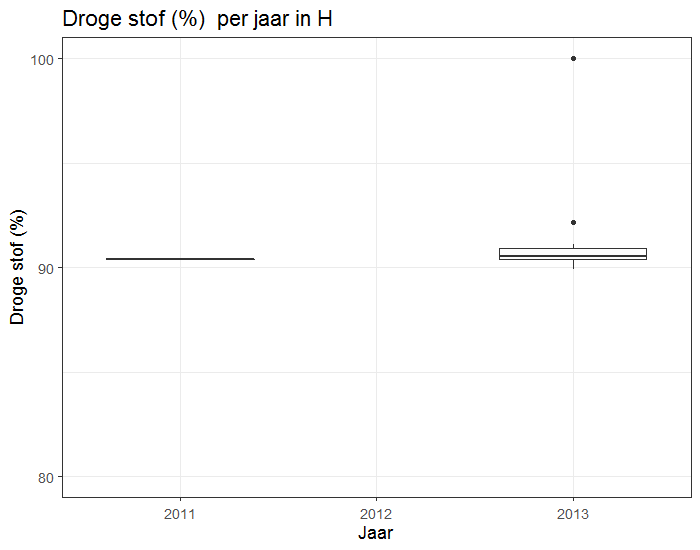 Droge stof (%)  per jaar in H
100
90
80
Droge stof (%)
2011 2012 2013
Jaar